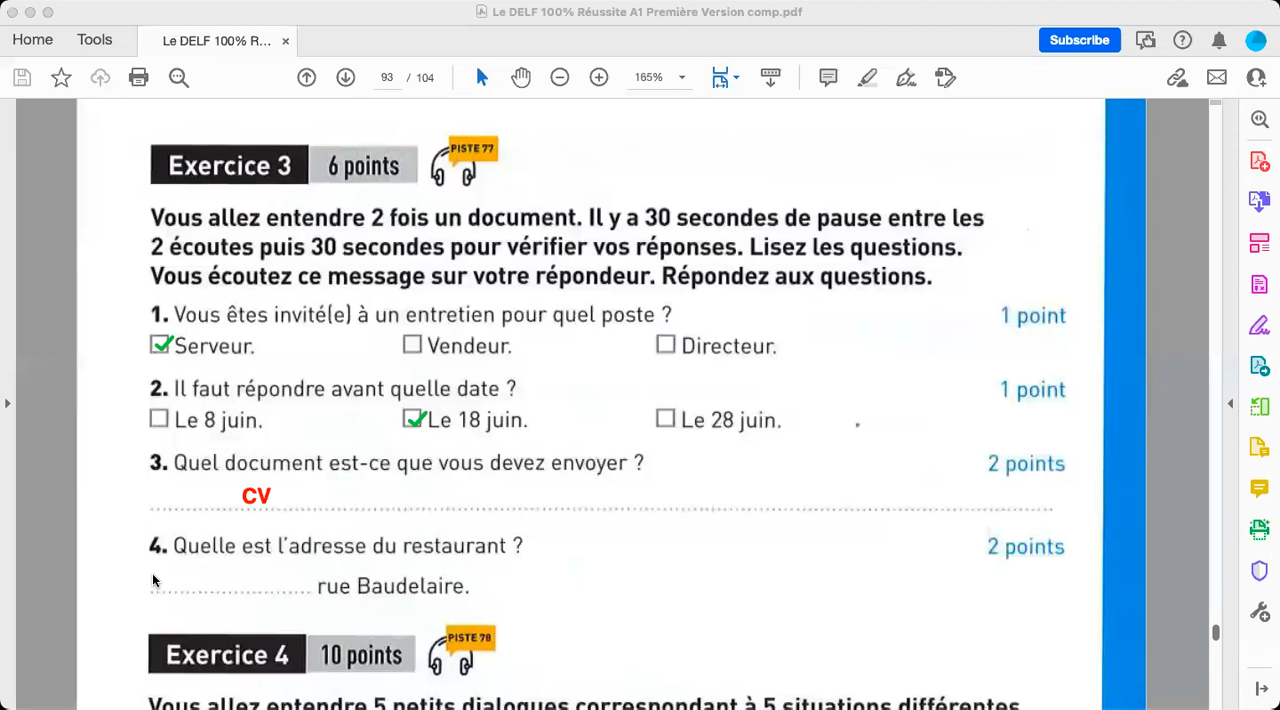 Le DELF 100% Réussite A1 Première Version comp.pdf
Home Tools Le DELF 100% R... × Subscribe
93 / 104 165%
Exercice 3 6 points PISTE 77
Vous allez entendre 2 fois un document. Il y a 30 secondes de pause entre les
2 écoutes puis 30 secondes pour vérifier vos réponses. Lisez les questions.
Vous écoutez ce message sur votre répondeur. Répondez aux questions.
1. Vous êtes invité(e) à un entretien pour quel poste ? 1 point
Serveur. Vendeur. Directeur.
2. Il faut répondre avant quelle date ? 1 point
Le 8 juin. Le 18 juin. Le 28 juin.
3. Quel document est-ce que vous devez envoyer ? 2 points
CV
4. Quelle est l'adresse du restaurant ? 2 points
rue Baudelaire.
Exercice 4 10 points PISTE 78
Vous allez entendre 5 petits dialogues correspondant à 5 situations différentes